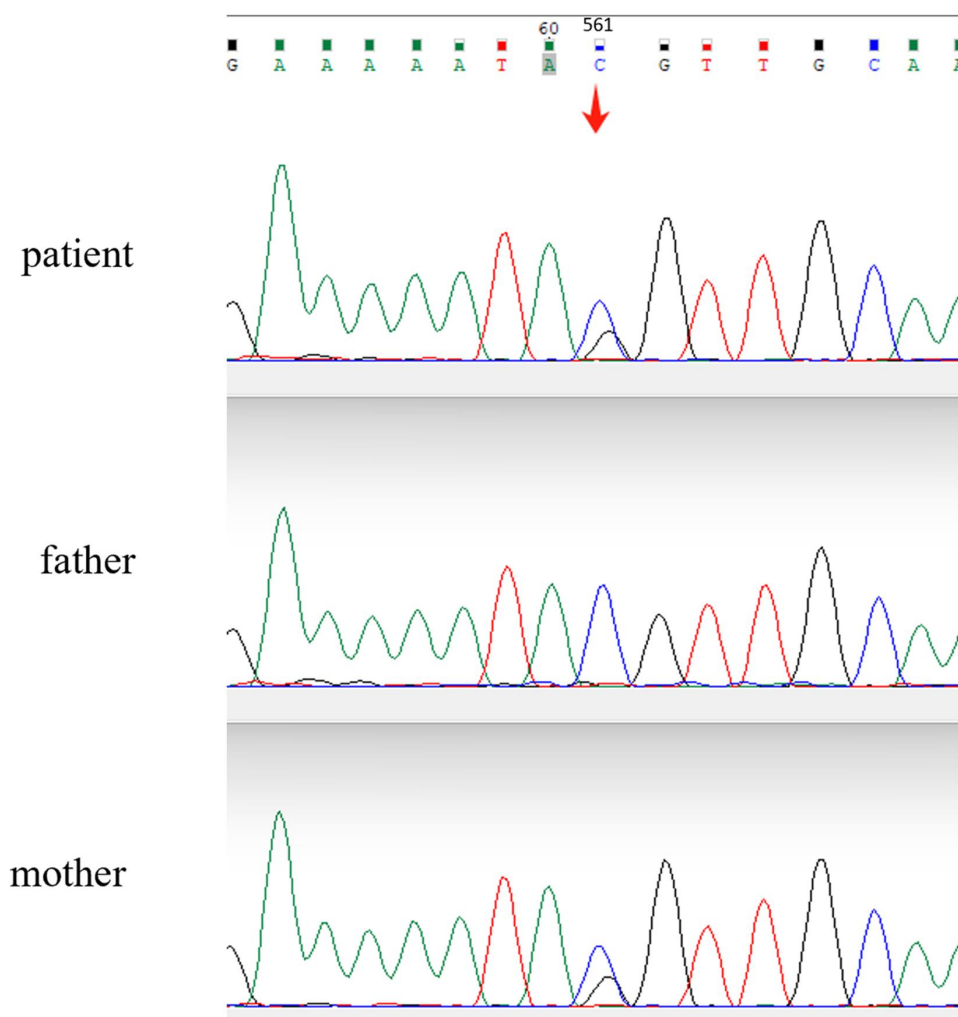 60 561
G A A A A A T A C G T T G C A A
patient
father
mother